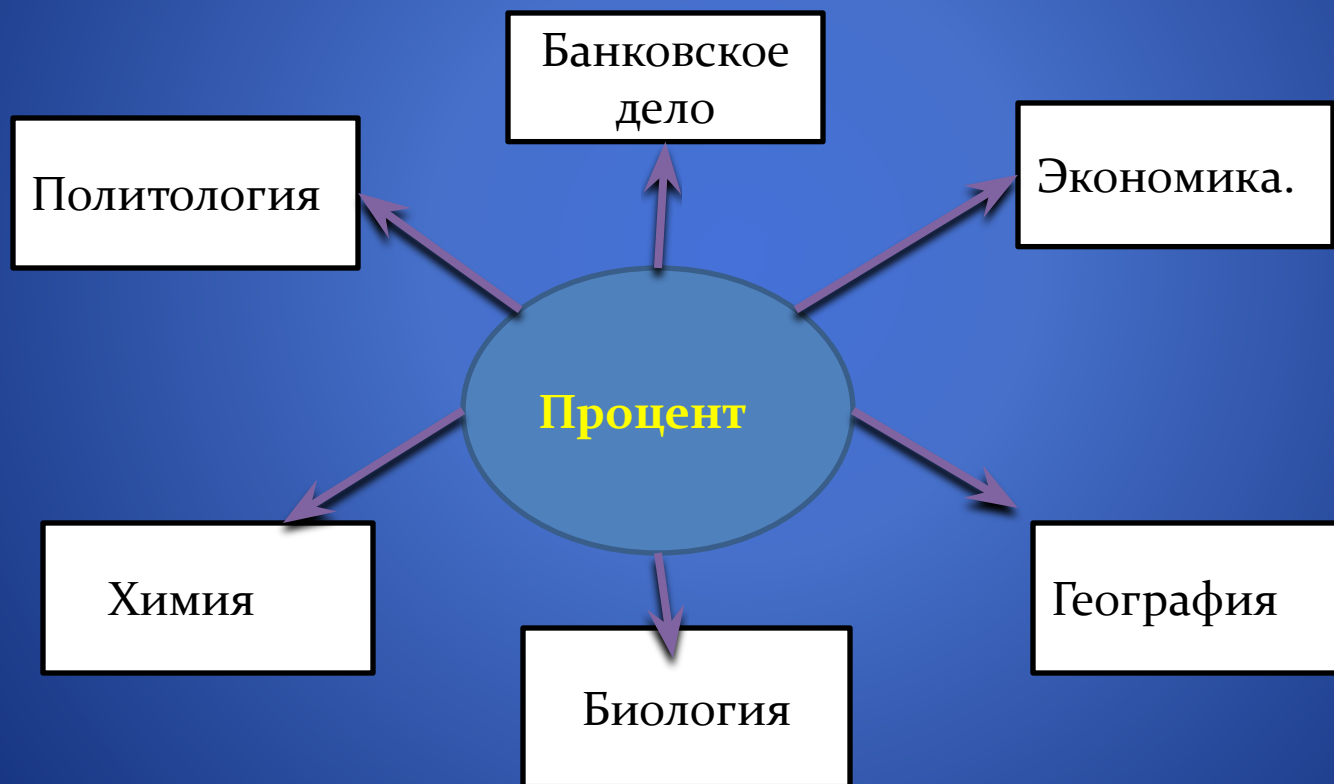 Банковское
дело
Политология
Экономика.
Процент
Химия
География
Биология